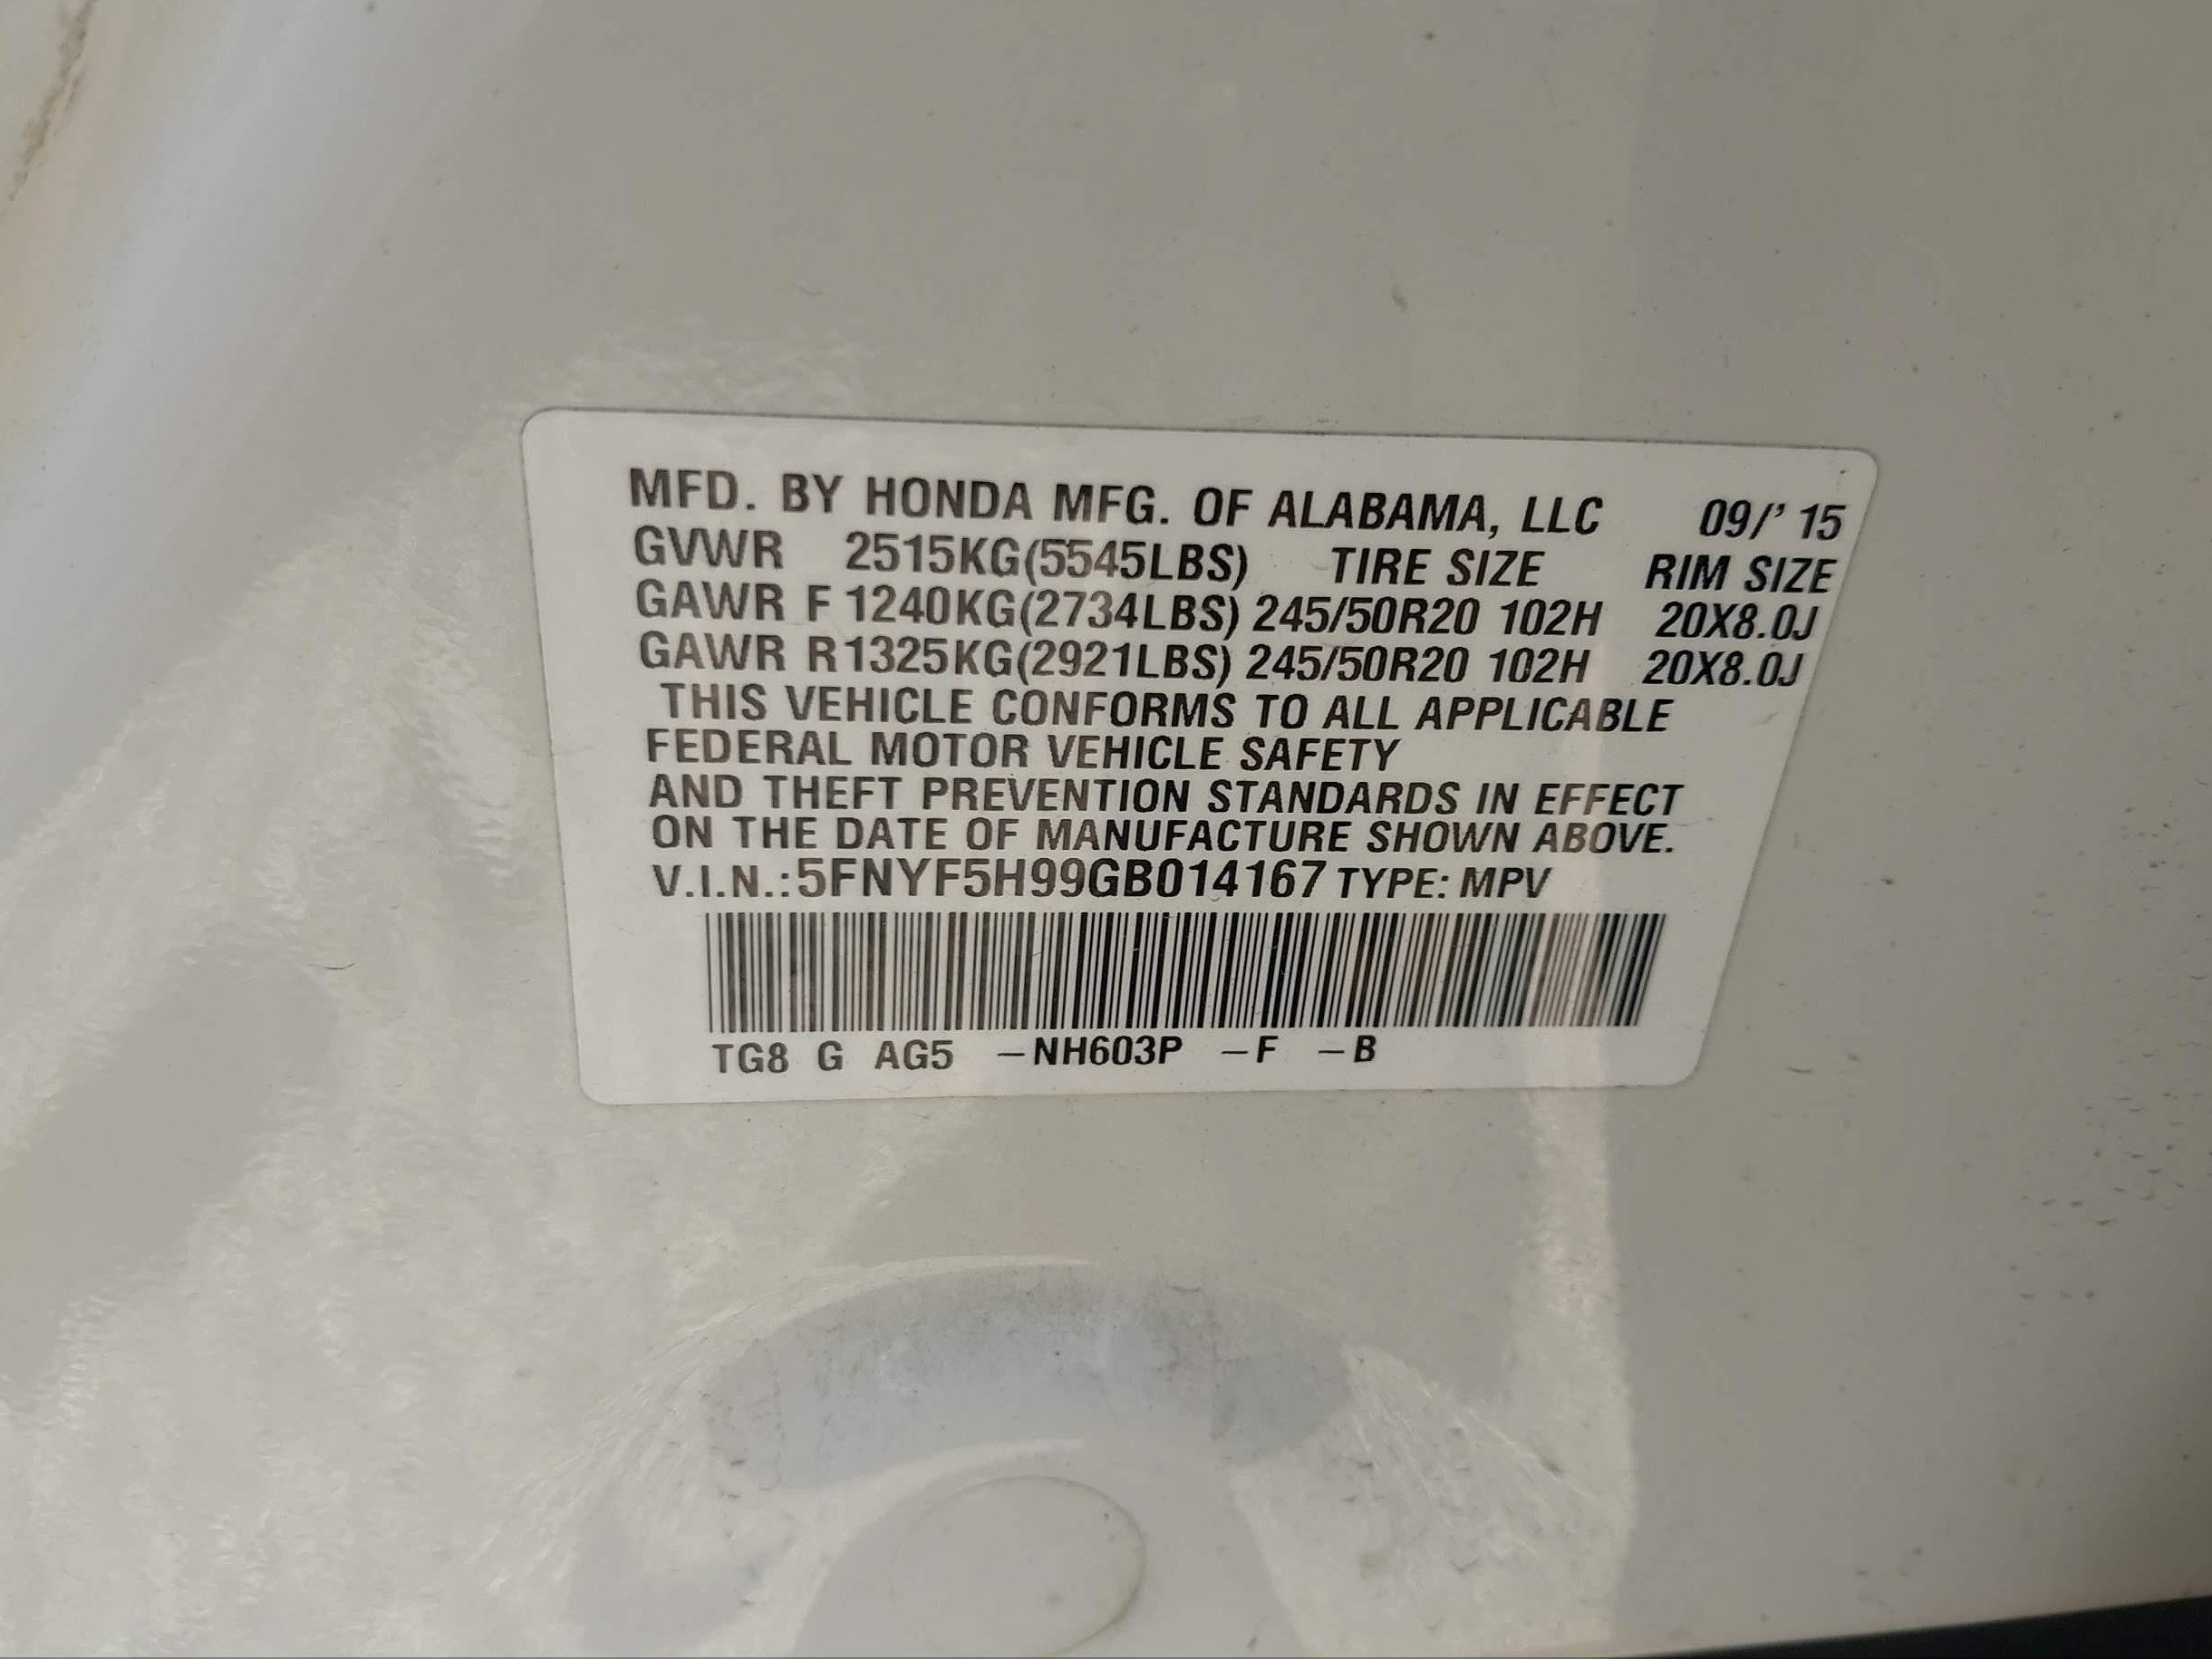 MFD. BY HONDA MFG. OF ALABAMA, LLC 09/' 15
GVWR 2515KG(5545LBS) TIRE SIZE RIM SIZE
GAWR F 1240KG(2734LBS) 245/50R20 102H 20X8.0J
GAWR R1325KG(2921LBS) 245/50R20 102H 20X8.0J
THIS VEHICLE CONFORMS TO ALL APPLICABLE
FEDERAL MOTOR VEHICLE SAFETY
AND THEFT PREVENTION STANDARDS IN EFFECT
ON THE DATE OF MANUFACTURE SHOWN ABOVE.
V.I.N.:5FNYF5H99GB014167 TYPE: MPV
TG8 G AG5 –NH603P –F –B